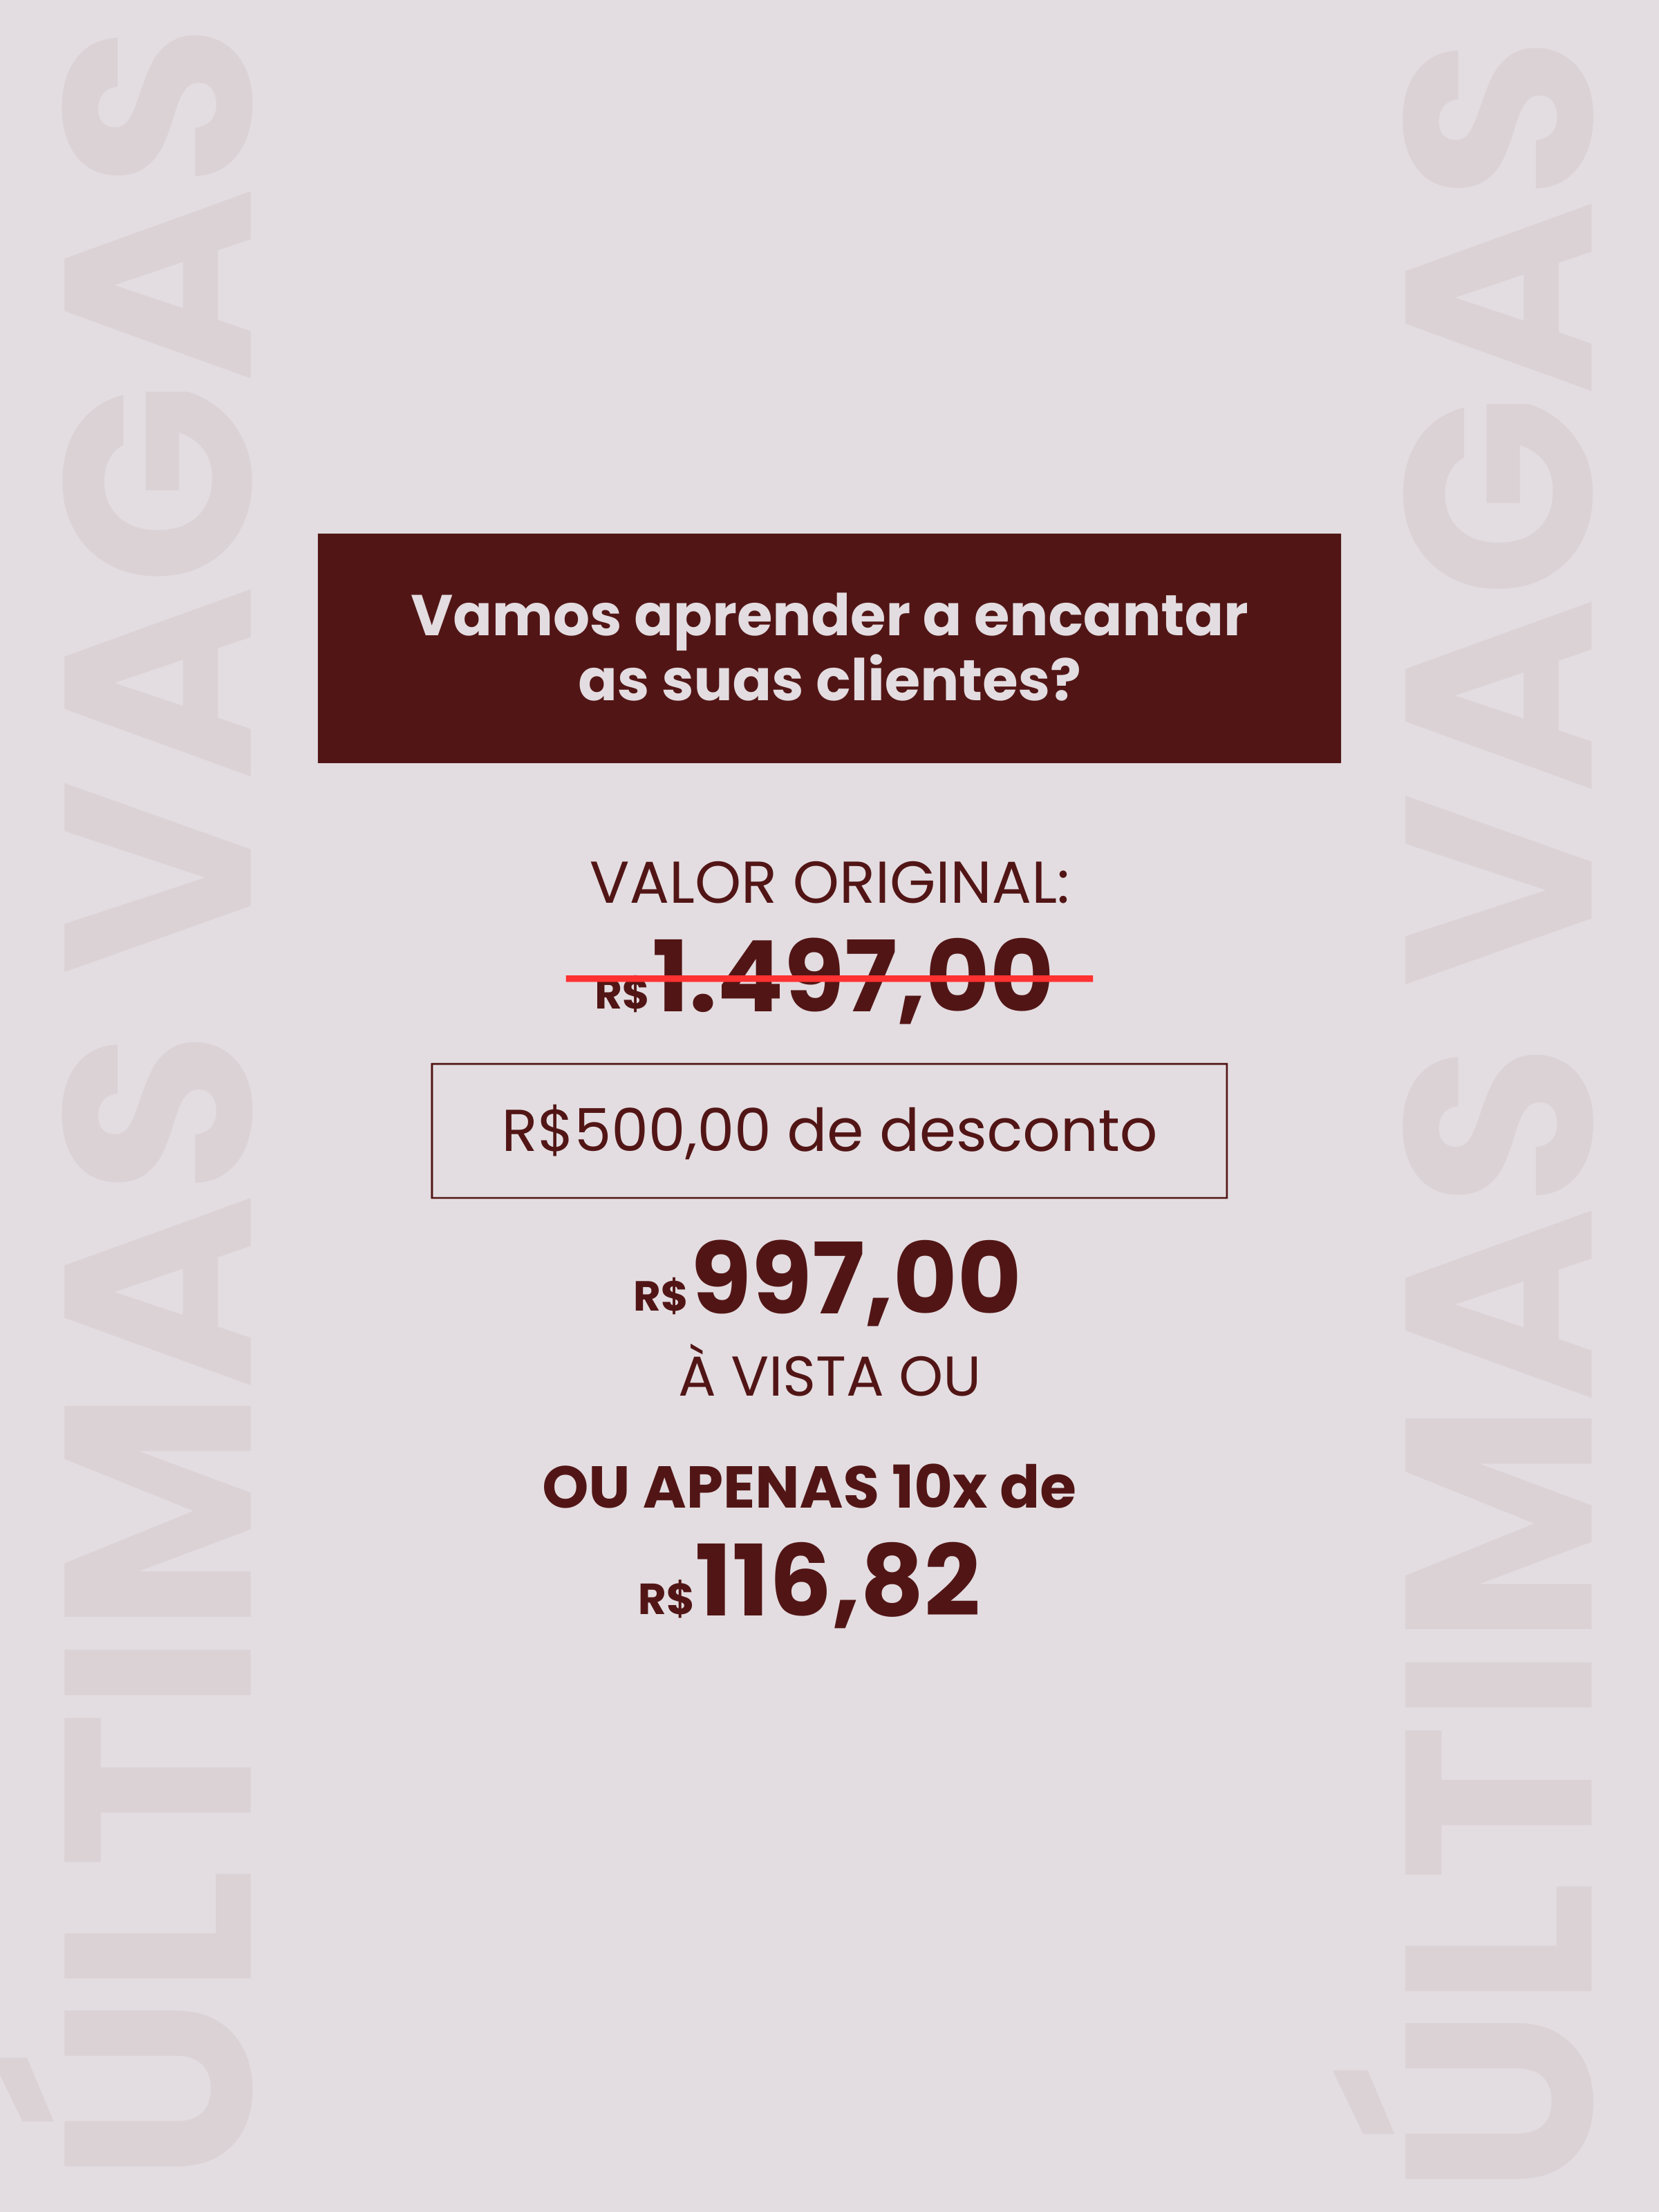 ÚLTIMAS VAGAS
Vamos aprender a encantar
as suas clientes?
VALOR ORIGINAL:
R$1.497,00
R$500,00 de desconto
R$997,00
À VISTA OU
OU APENAS 10x de
R$116,82
ÚLTIMAS VAGAS